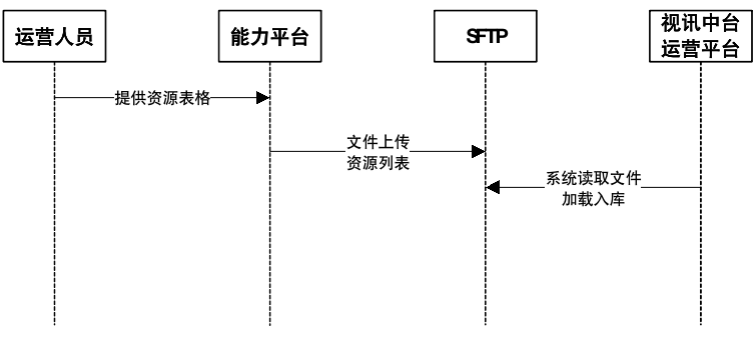 运营人员
能力平台
SFTP
视讯中台
运营平台
提供资源表格
文件上传
资源列表
系统读取文件
加载入库